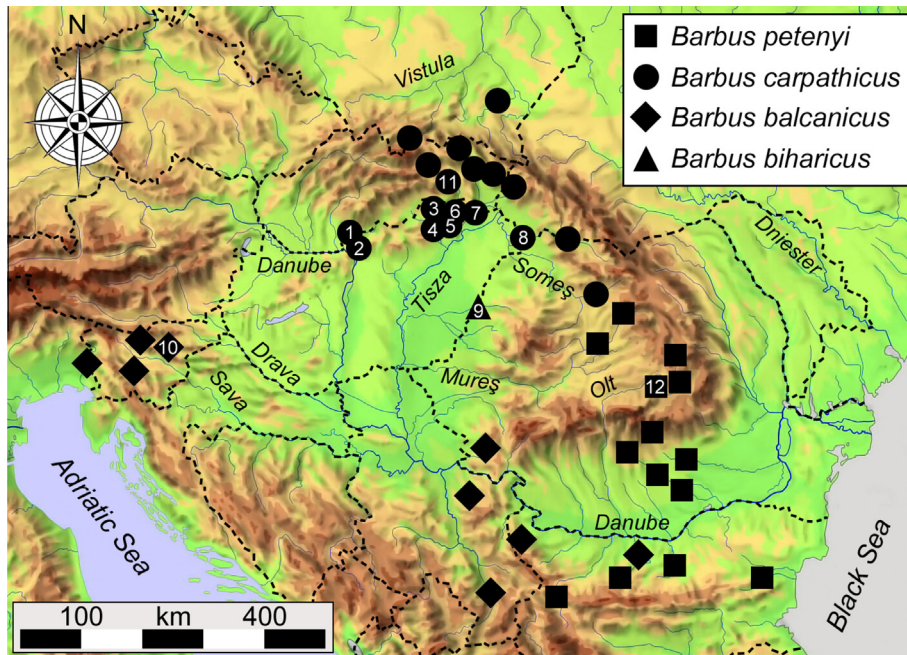 N
Vistula
Barbus petenyi
Barbus carpathicus
Barbus balcanicus
Barbus biharicus
11
3
6
7
1
4
5
8
2
Danube
Tisza
Someş
Dniester
9
10
Drava
Sava
Mureş
Olt
12
Adriatic Sea
Danube
Black Sea
100 km 400